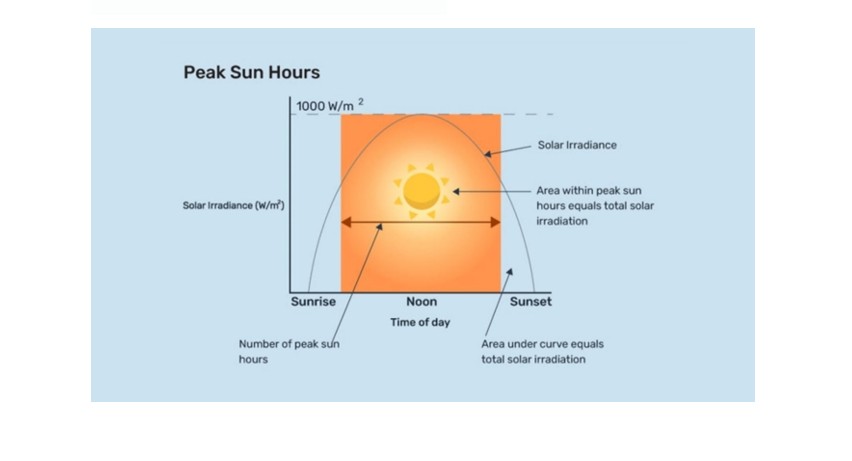 Peak Sun Hours
1000 W/m 2
Solar Irradiance
Area within peak sun
hours equals total solar
irradiation
Solar Irradiance (W/m²)
Sunrise
Noon
Sunset
Time of day
Number of peak sun
hours
Area under curve equals
total solar irradiation